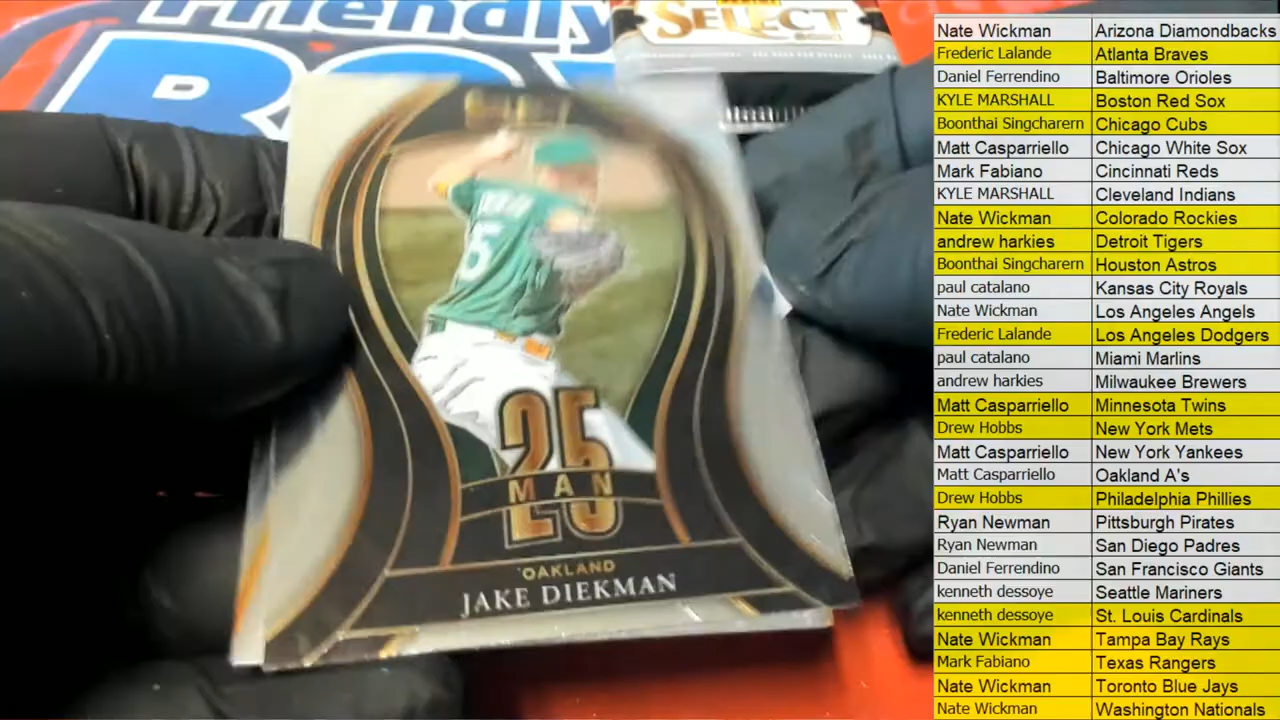 Friendly
SELECT
25
MAN
OAKLAND
JAKE DIEKMAN
Nate Wickman Arizona Diamondbacks
Frederic Lalande Atlanta Braves
Daniel Ferrendino Baltimore Orioles
KYLE MARSHALL Boston Red Sox
Boonthai Singcharern Chicago Cubs
Matt Casparriello Chicago White Sox
Mark Fabiano Cincinnati Reds
KYLE MARSHALL Cleveland Indians
Nate Wickman Colorado Rockies
andrew harkies Detroit Tigers
Boonthai Singcharern Houston Astros
paul catalano Kansas City Royals
Nate Wickman Los Angeles Angels
Frederic Lalande Los Angeles Dodgers
paul catalano Miami Marlins
andrew harkies Milwaukee Brewers
Matt Casparriello Minnesota Twins
Drew Hobbs New York Mets
Matt Casparriello New York Yankees
Matt Casparriello Oakland A's
Drew Hobbs Philadelphia Phillies
Ryan Newman Pittsburgh Pirates
Ryan Newman San Diego Padres
Daniel Ferrendino San Francisco Giants
kenneth dessoye Seattle Mariners
kenneth dessoye St. Louis Cardinals
Nate Wickman Tampa Bay Rays
Mark Fabiano Texas Rangers
Nate Wickman Toronto Blue Jays
Nate Wickman Washington Nationals